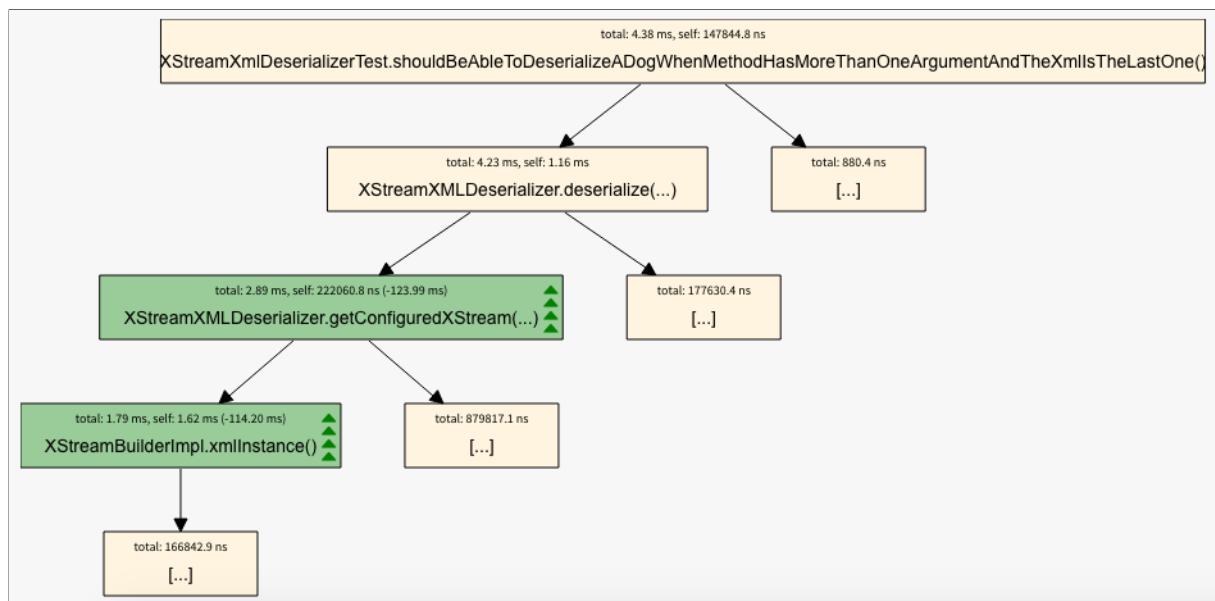 total: 4.38 ms, self: 147844.8 ns
XStreamXmlDeserializerTest.shouldBeAbleToDeserializeADogWhenMethodHasMoreThanOneArgumentAndTheXmlIsTheLastOne()
total: 4.23 ms, self: 1.16 ms
XStreamXMLDeserializer.deserialize(...)
total: 880.4 ns
[...]
total: 2.89 ms, self: 222060.8 ns (-123.99 ms)
XStreamXMLDeserializer.getConfiguredXStream(...)
total: 177630.4 ns
[...]
total: 1.79 ms, self: 1.62 ms (-114.20 ms)
XStreamBuilderImpl.xmlInstance()
total: 879817.1 ns
[...]
total: 166842.9 ns
[...]